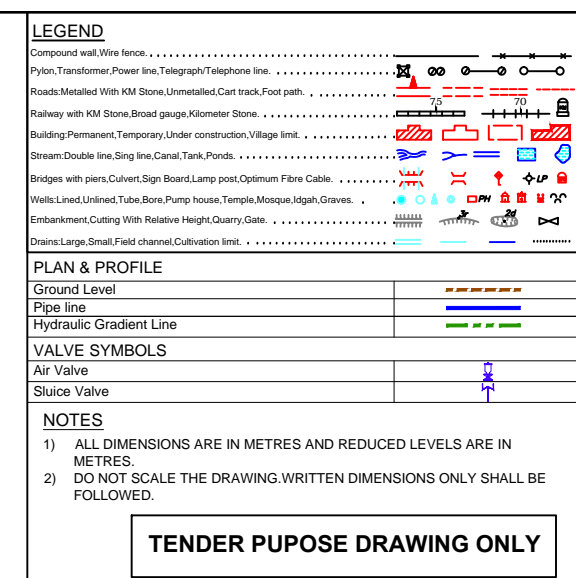 LEGEND
Compound wall,Wire fence.
Pylon,Transformer,Power line,Telegraph/Telephone line.
Roads:Metalled With KM Stone,Unmetalled,Cart track,Foot path.
Railway with KM Stone,Broad gauge,Kilometer Stone. 75 70
Building:Permanent,Temporary,Under construction,Village limit.
Stream:Double line,Sing line,Canal,Tank,Ponds.
Bridges with piers,Culvert,Sign Board,Lamp post,Optimum Fibre Cable. LP
Wells:Lined,Unlined,Tube,Bore,Pump house,Temple,Mosque,Idgah,Graves. PH
Embankment,Cutting With Relative Height,Quarry,Gate. 3r 2d
Drains:Large,Small,Field channel,Cultivation limit.
PLAN & PROFILE
Ground Level
Pipe line
Hydraulic Gradient Line
VALVE SYMBOLS
Air Valve
Sluice Valve
NOTES
1) ALL DIMENSIONS ARE IN METRES AND REDUCED LEVELS ARE IN
METRES.
2) DO NOT SCALE THE DRAWING.WRITTEN DIMENSIONS ONLY SHALL BE
FOLLOWED.
TENDER PUPOSE DRAWING ONLY